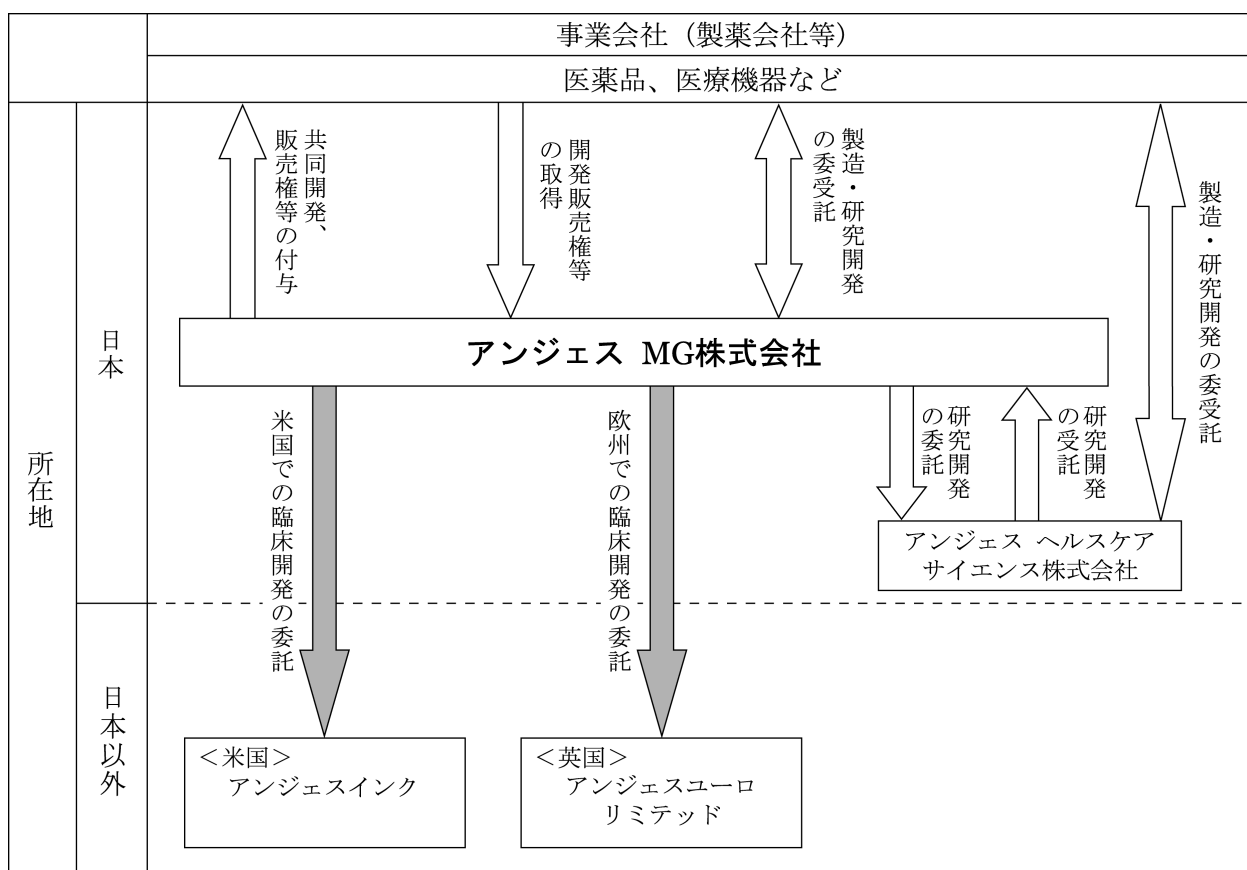 事業会社（製薬会社等）
医薬品、医療機器など
所在地
日本
日本以外
共同開発、
販売権等の付与
開発販売権等
の取得
製造・研究開発
の委受託
製造・研究開発の委受託
アンジェス MG株式会社
米国での臨床開発の委託
欧州での臨床開発の委託
研究開発
の委託
研究開発
の受託
アンジェス ヘルスケア
サイエンス株式会社
＜米国＞
アンジェスインク
＜英国＞
アンジェスユーロ
リミテッド